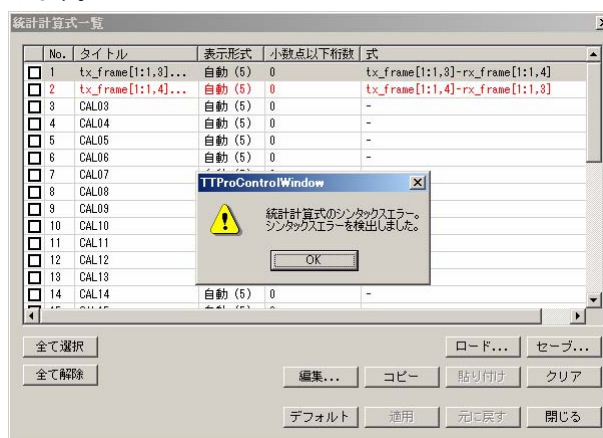 統計計算式一覧
No. タイトル 表示形式 小数点以下桁数 式
1 tx_frame[1:1,3]... 自動 (5) 0 tx_frame[1:1,3]-rx_frame[1:1,4]
2 tx_frame[1:1,4]... 自動 (5) 0 tx_frame[1:1,4]-rx_frame[1:1,3]
3 CAL03 自動 (5) 0 -
4 CAL04 自動 (5) 0 -
5 CAL05 自動 (5) 0 -
6 CAL06 自動 (5) 0 -
7 CAL07
8 CAL08
9 CAL09
10 CAL10
11 CAL11
12 CAL12
13 CAL13
14 CAL14 自動 (5) 0 -
TTProControlWindow
統計計算式のシンタックスエラー。
シンタックスエラーを検出しました。
OK
全て選択 ロード... セーブ...
全て解除 編集... コピー 貼り付け クリア
デフォルト 適用 元に戻す 閉じる